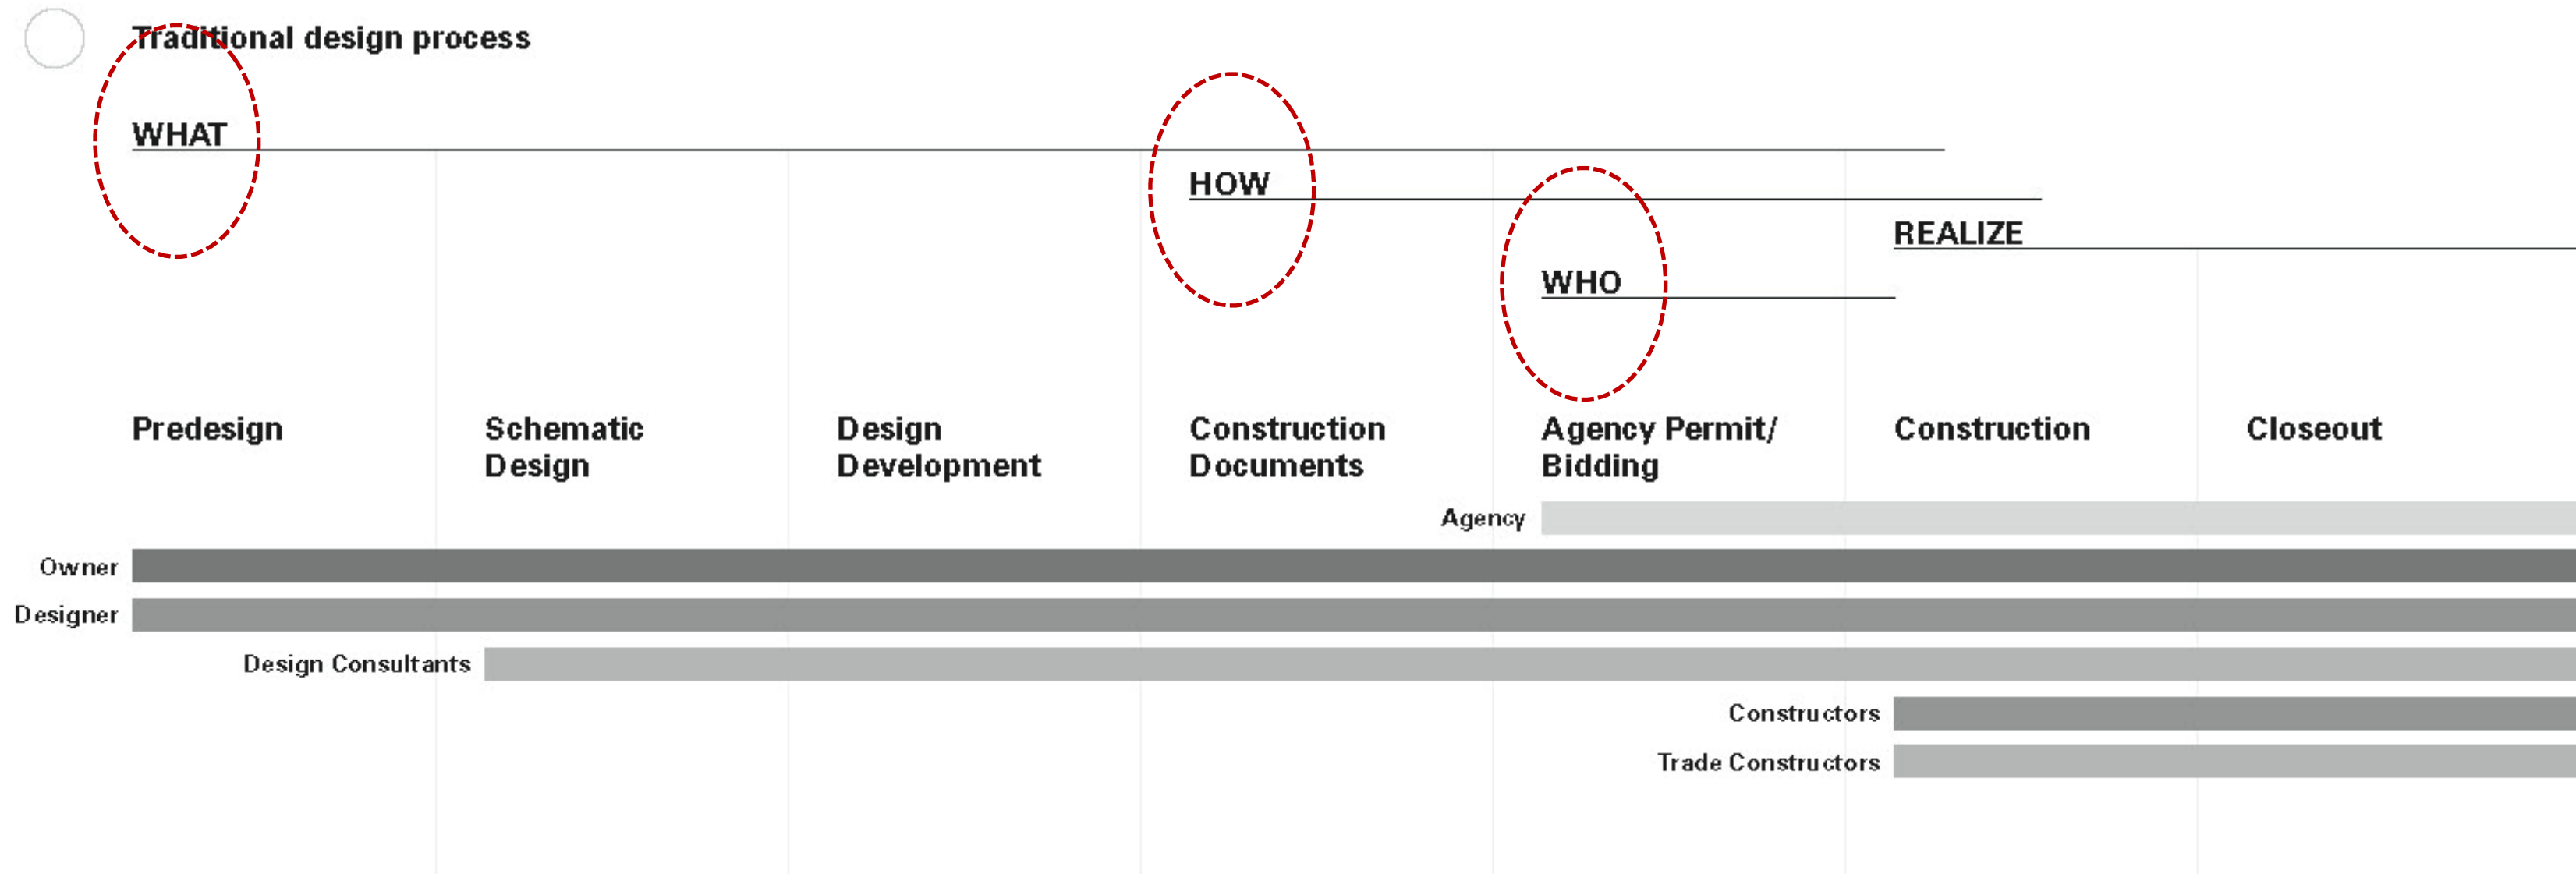 Traditional design process
WHAT
HOW
REALIZE
WHO
Predesign
Schematic
Design
Design
Development
Construction
Documents
Agency Permit/
Bidding
Construction
Closeout
Agency
Owner
Designer
Design Consultants
Constructors
Trade Constructors